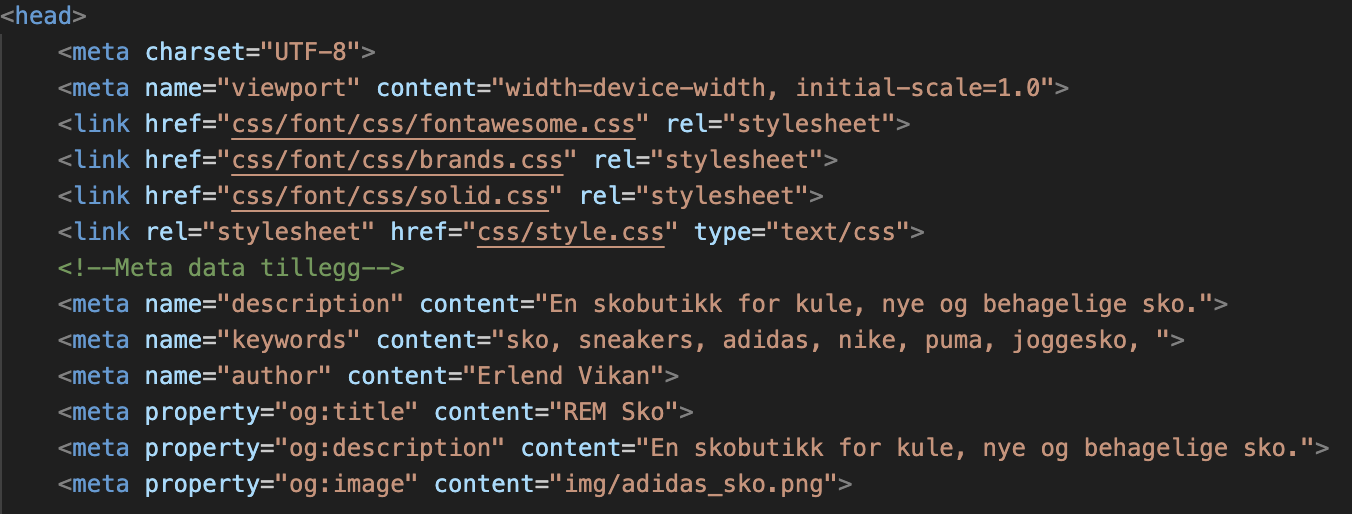 <head>
    <meta charset="UTF-8">
    <meta name="viewport" content="width=device-width, initial-scale=1.0">
    <link href="css/font/css/fontawesome.css" rel="stylesheet">
    <link href="css/font/css/brands.css" rel="stylesheet">
    <link href="css/font/css/solid.css" rel="stylesheet">
    <link rel="stylesheet" href="css/style.css" type="text/css">
    <!--Meta data tillegg-->
    <meta name="description" content="En skobutikk for kule, nye og behagelige sko.">
    <meta name="keywords" content="sko, sneakers, adidas, nike, puma, joggesko, ">
    <meta name="author" content="Erlend Vikan">
    <meta property="og:title" content="REM Sko">
    <meta property="og:description" content="En skobutikk for kule, nye og behagelige sko.">
    <meta property="og:image" content="img/adidas_sko.png">